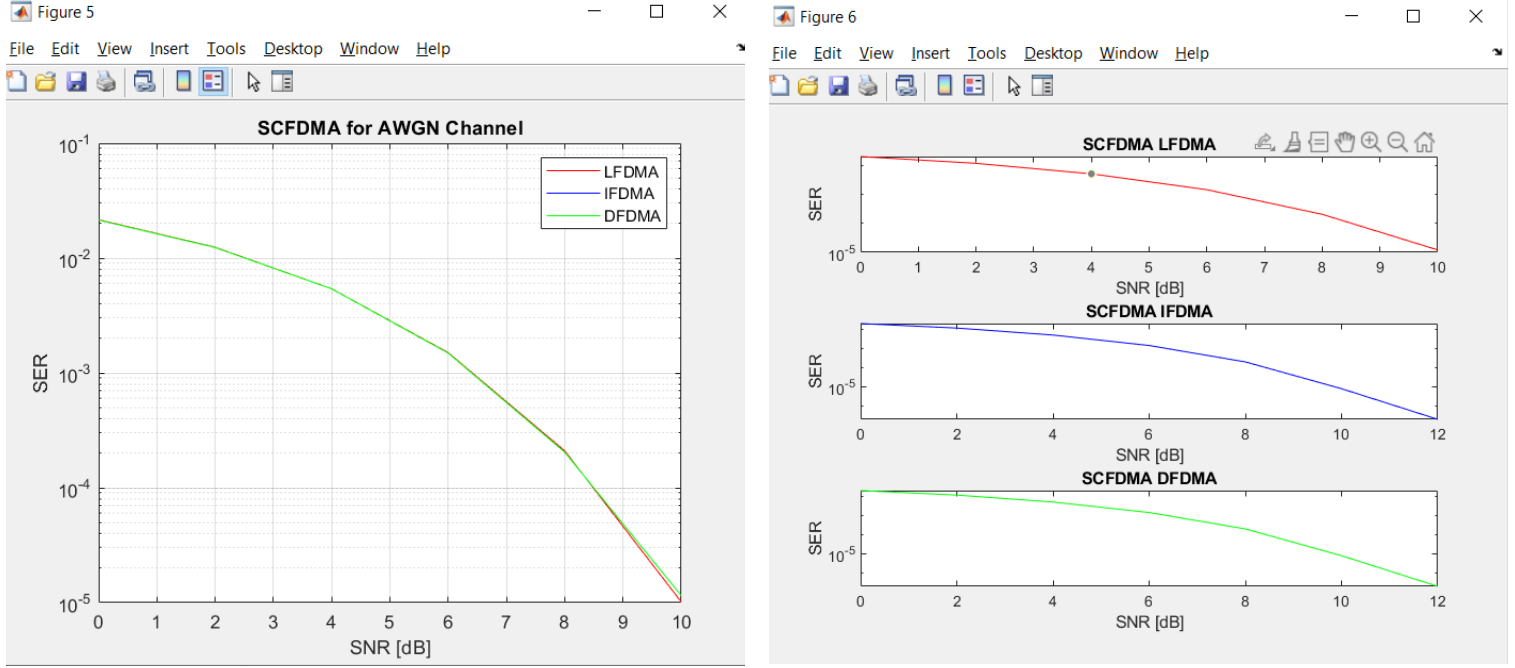 Figure 5
File Edit View Insert Tools Desktop Window Help
SCFDMA for AWGN Channel
10-1
10-2
10-3
10-4
10-5
SER
LFDMA
IFDMA
DFDMA
0 1 2 3 4 5 6 7 8 9 10
SNR [dB]
Figure 6
File Edit View Insert Tools Desktop Window Help
SCFDMA LFDMA
SER
10-5
0 1 2 3 4 5 6 7 8 9 10
SNR [dB]
SCFDMA IFDMA
SER
10-5
0 2 4 6 8 10 12
SNR [dB]
SCFDMA DFDMA
SER
10-5
0 2 4 6 8 10 12
SNR [dB]